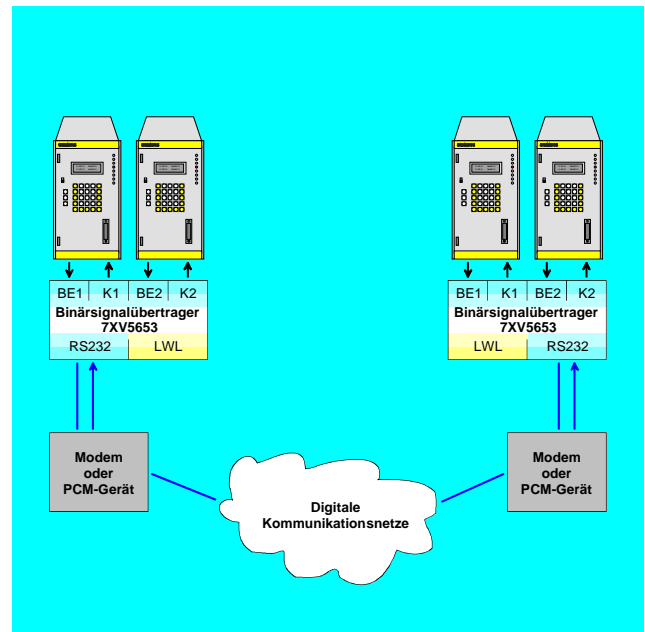 BE1 K1 BE2 K2
Binärsignalübertrager
7XV5653
RS232 LWL
BE1 K1 BE2 K2
Binärsignalübertrager
7XV5653
LWL RS232
Modem
oder
PCM-Gerät
Digitale
Kommunikationsnetze
Modem
oder
PCM-Gerät